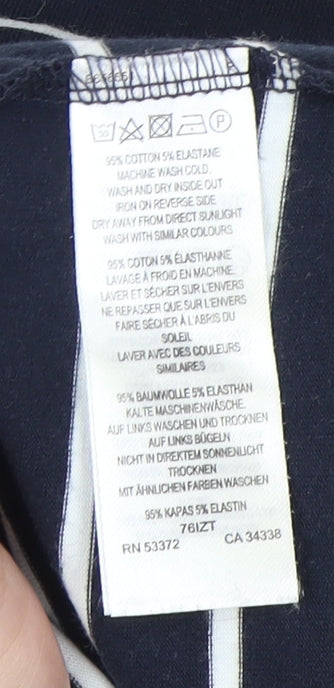 95% COTTON 5% ELASTANE
MACHINE WASH COLD.
WASH AND DRY INSIDE OUT
IRON ON REVERSE SIDE
DRY AWAY FROM DIRECT SUNLIGHT
WASH WITH SIMILAR COLOURS
95% COTON 5% ELASTHANNE
LAVAGE À FROID EN MACHINE.
LAVER ET SÉCHER SUR L'ENVERS
NE REPASSER QUE SUR L'ENVERS
FAIRE SÉCHER À L'ABRIS DU
SOLEIL
LAVER AVEC DES COULEURS
SIMILAIRES
95% BAUMWOLLE 5% ELASTHAN
KALTE MASCHINENWÄSCHE.
AUF LINKS WASCHEN UND TROCKNEN
AUF LINKS BÜGELN
NICHT IN DIREKTEM SONNENLICHT
TROCKNEN
MIT ÄHNLICHEN FARBEN WASCHEN
95% KAPAS 5% ELASTIN
76IZT
RN 53372 CA 34338